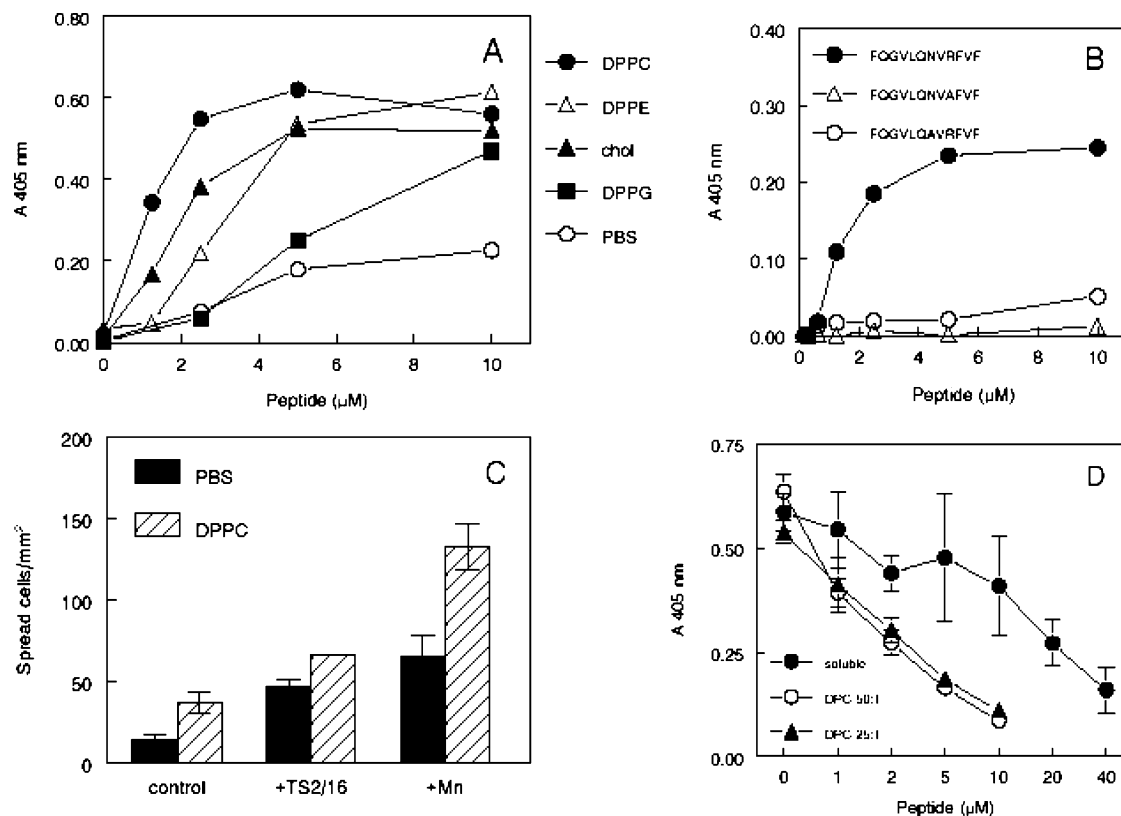 A
A 405 nm
0.80
0.60
0.40
0.20
0.00
0 2 4 6 8 10
Peptide (µM)
DPPC
DPPE
chol
DPPG
PBS
B
A 405 nm
0.40
0.30
0.20
0.10
0.00
0 2 4 6 8 10
Peptide (µM)
FQGVLQNVRFVF
FQGVLQNVAFVF
FQGVLQAVRFVF
C
Spread cells/mm²
200
150
100
50
0
PBS
DPPC
control +TS2/16 +Mn
D
A 405 nm
0.75
0.50
0.25
0.00
soluble
DPC 50:1
DPC 25:1
0 1 2 5 10 20 40
Peptide (µM)